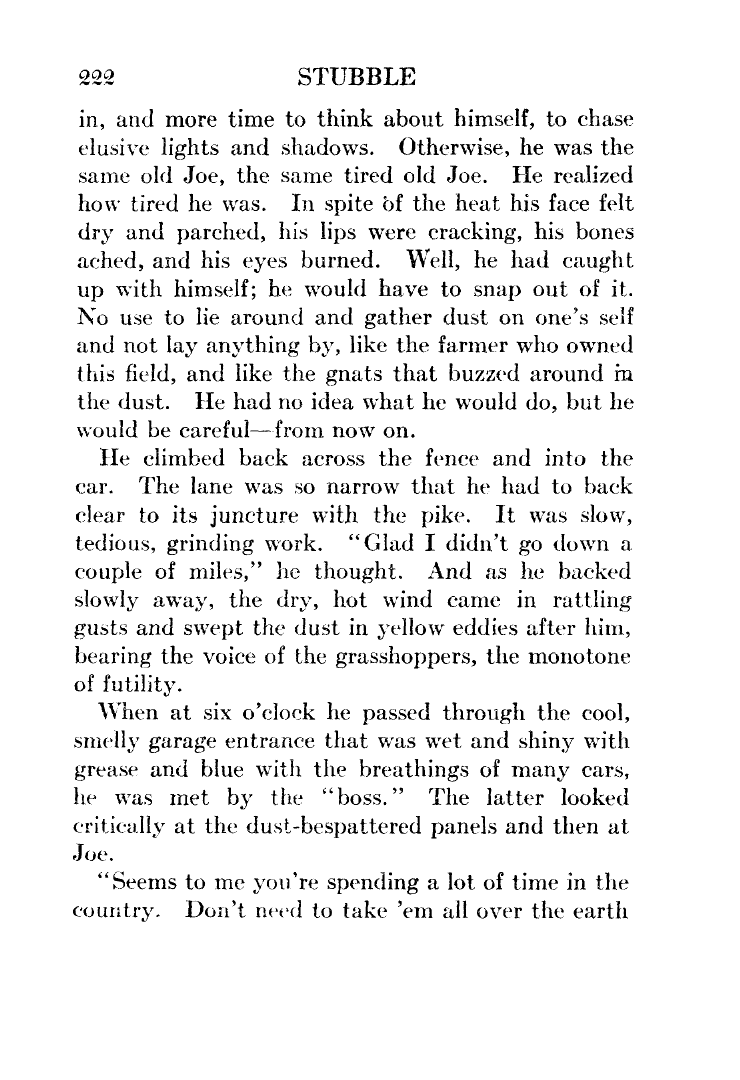 222 STUBBLE
in, and more time to think about himself, to chase
elusive lights and shadows. Otherwise, he was the
same old Joe, the same tired old Joe. He realized
how tired he was. In spite of the heat his face felt
dry and parched, his lips were cracking, his bones
ached, and his eyes burned. Well, he had caught
up with himself; he would have to snap out of it.
No use to lie around and gather dust on one's self
and not lay anything by, like the farmer who owned
this field, and like the gnats that buzzed around in
the dust. He had no idea what he would do, but he
would be careful—from now on.
He climbed back across the fence and into the
car. The lane was so narrow that he had to back
clear to its juncture with the pike. It was slow,
tedious, grinding work. "Glad I didn't go down a
couple of miles," he thought. And as he backed
slowly away, the dry, hot wind came in rattling
gusts and swept the dust in yellow eddies after him,
bearing the voice of the grasshoppers, the monotone
of futility.
When at six o'clock he passed through the cool,
smelly garage entrance that was wet and shiny with
grease and blue with the breathings of many cars,
he was met by the "boss." The latter looked
critically at the dust-bespattered panels and then at
Joe.
"Seems to me you're spending a lot of time in the
country. Don't need to take 'em all over the earth